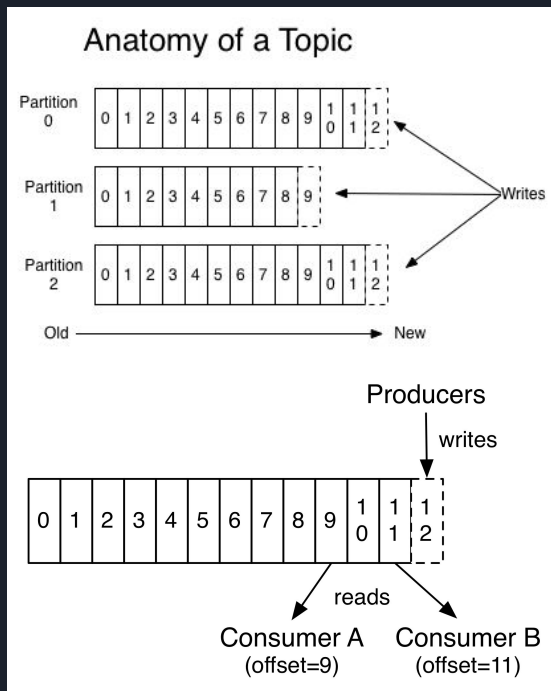 Anatomy of a Topic
Partition 0
0 1 2 3 4 5 6 7 8 9 10 11 12
Partition 1
0 1 2 3 4 5 6 7 8 9
Writes
Partition 2
0 1 2 3 4 5 6 7 8 9 10 11 12
Old New
Producers
writes
0 1 2 3 4 5 6 7 8 9 10 11 12
reads
Consumer A Consumer B
(offset=9) (offset=11)